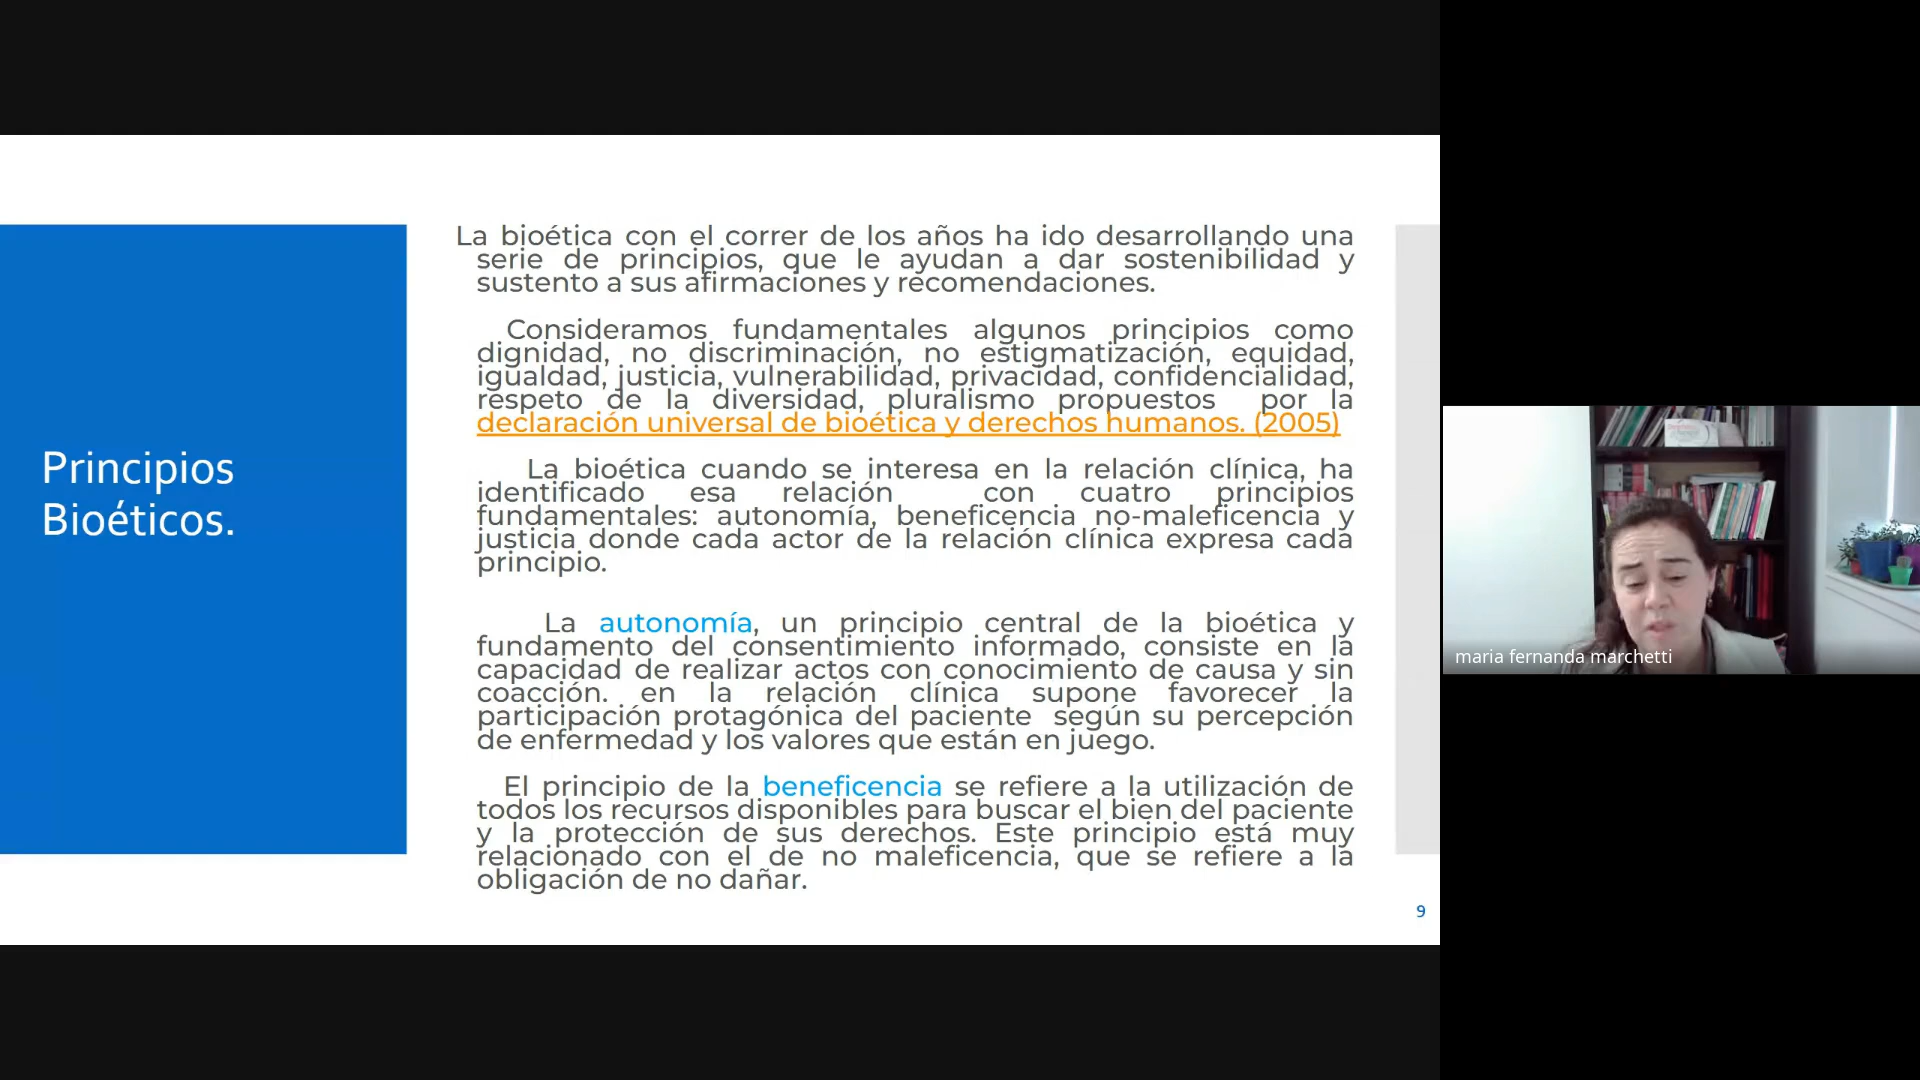 Principios
Bioéticos.
La bioética con el correr de los años ha ido desarrollando una
serie de principios, que le ayudan a dar sostenibilidad y
sustento a sus afirmaciones y recomendaciones.
Consideramos fundamentales algunos principios como
dignidad, no discriminación, no estigmatización, equidad,
igualdad, justicia, vulnerabilidad, privacidad, confidencialidad,
respeto de la diversidad, pluralismo propuestos por la
declaración universal de bioética y derechos humanos. (2005)
La bioética cuando se interesa en la relación clínica, ha
identificado esa relación con cuatro principios
fundamentales: autonomía, beneficencia no-maleficencia y
justicia donde cada actor de la relación clínica expresa cada
principio.
La autonomía, un principio central de la bioética y
fundamento del consentimiento informado, consiste en la
capacidad de realizar actos con conocimiento de causa y sin
coacción. en la relación clínica supone favorecer la
participación protagónica del paciente según su percepción
de enfermedad y los valores que están en juego.
El principio de la beneficencia se refiere a la utilización de
todos los recursos disponibles para buscar el bien del paciente
y la protección de sus derechos. Este principio está muy
relacionado con el de no maleficencia, que se refiere a la
obligación de no dañar.
9
maria fernanda marchetti